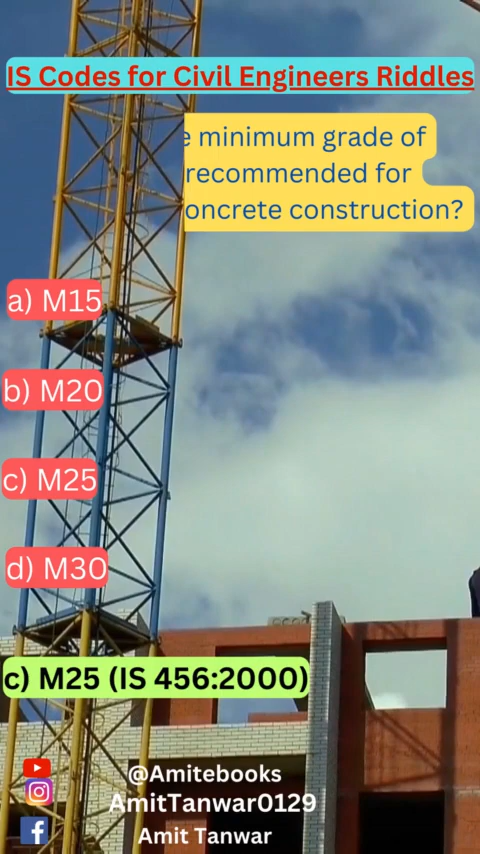 IS Codes for Civil Engineers Riddles
minimum grade of
recommended for
oncrete construction?
a) M15
b) M20
c) M25
d) M30
c) M25 (IS 456:2000)
@Amitebooks
AmitTanwar0129
Amit Tanwar